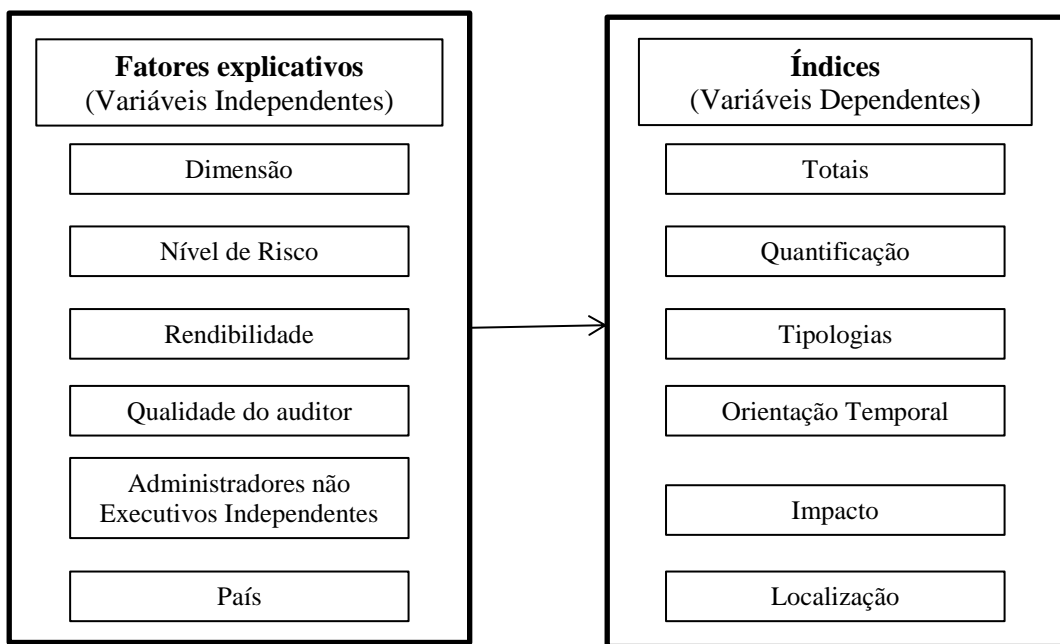 Fatores explicativos
(Variáveis Independentes)
Dimensão
Nível de Risco
Rendibilidade
Qualidade do auditor
Administradores não
Executivos Independentes
País
Índices
(Variáveis Dependentes)
Totais
Quantificação
Tipologias
Orientação Temporal
Impacto
Localização